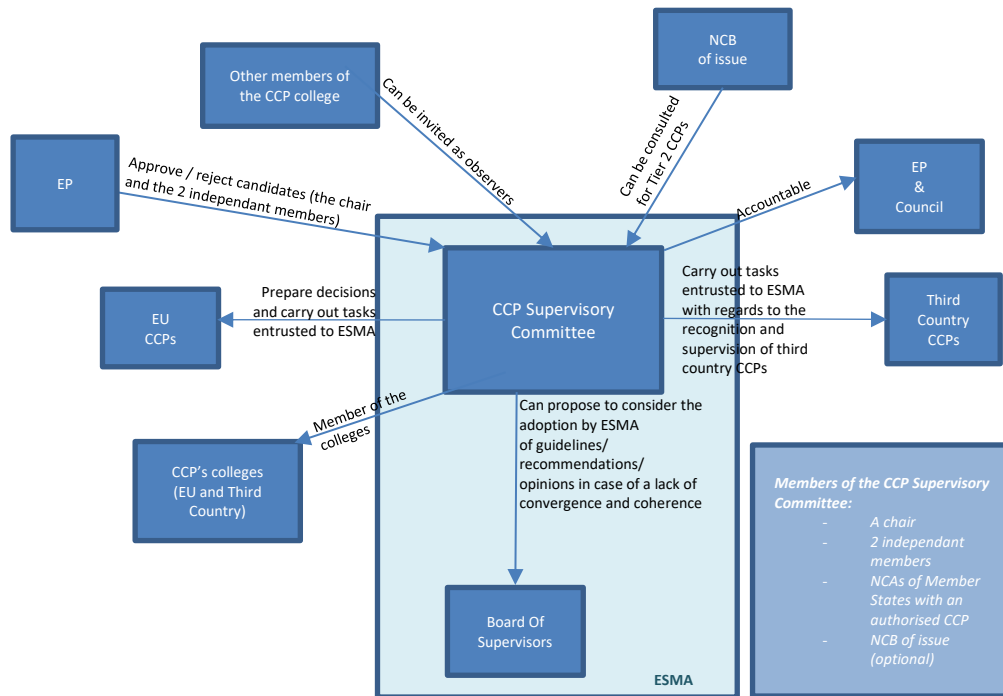 NCB
of issue
Other members of
the CCP college
Can be invited as observers
Can be consulted
for Tier 2 CCPs
EP
Approve / reject candidates (the chair
and the 2 independant members)
Accountable
EP
&
Council
EU
CCPs
Prepare decisions
and carry out tasks
entrusted to ESMA
CCP Supervisory
Committee
Carry out tasks
entrusted to ESMA
with regards to the
recognition and
supervision of third
country CCPs
Third
Country
CCPs
Member of the
colleges
CCP's colleges
(EU and Third
Country)
Can propose to consider the
adoption by ESMA
of guidelines/
recommendations/
opinions in case of a lack of
convergence and coherence
Board Of
Supervisors
ESMA
Members of the CCP Supervisory
Committee:
- A chair
- 2 independant
members
- NCAs of Member
States with an
authorised CCP
- NCB of issue
(optional)